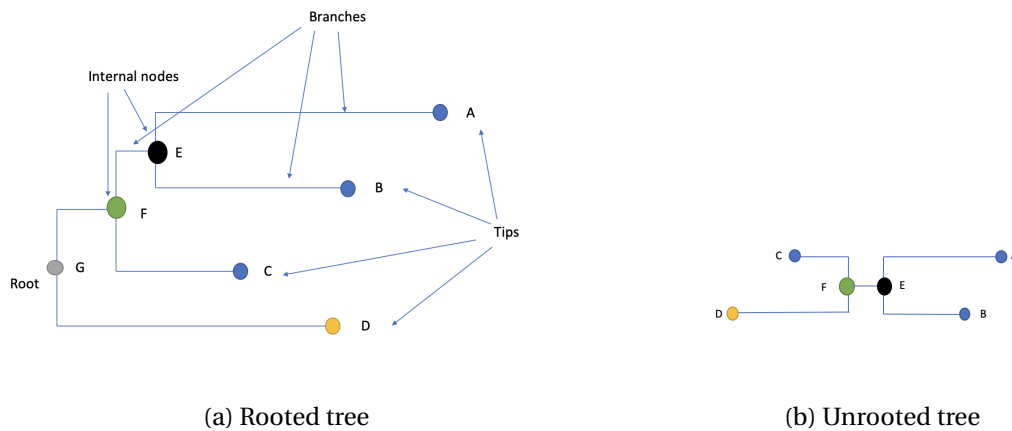 Branches
Internal nodes
A
E
B
F
Tips
C
G
Root
D
C
F
E
D
B
(a) Rooted tree
(b) Unrooted tree